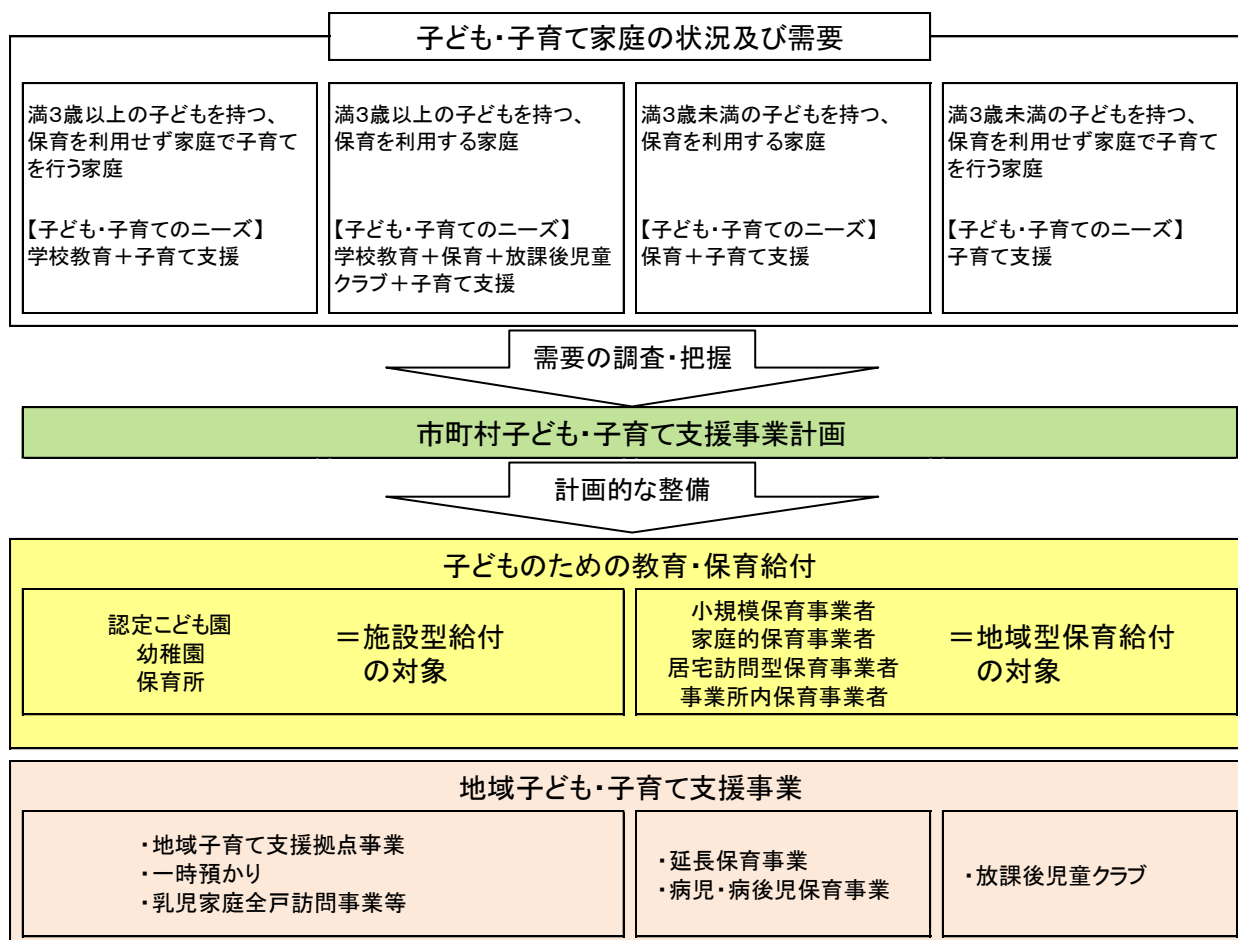 子ども・子育て家庭の状況及び需要
満3歳以上の子どもを持つ、
保育を利用せず家庭で子育て
を行う家庭
【子ども・子育てのニーズ】
学校教育+子育て支援
満3歳以上の子どもを持つ、
保育を利用する家庭
【子ども・子育てのニーズ】
学校教育+保育+放課後児童
クラブ+子育て支援
満3歳未満の子どもを持つ、
保育を利用する家庭
【子ども・子育てのニーズ】
保育+子育て支援
満3歳未満の子どもを持つ、
保育を利用せず家庭で子育て
を行う家庭
【子ども・子育てのニーズ】
子育て支援
需要の調査・把握
市町村子ども・子育て支援事業計画
計画的な整備
子どものための教育・保育給付
認定こども園
幼稚園
保育所
=施設型給付
の対象
小規模保育事業者
家庭的保育事業者
居宅訪問型保育事業者
事業所内保育事業者
=地域型保育給付
の対象
地域子ども・子育て支援事業
・地域子育て支援拠点事業
・一時預かり
・乳児家庭全戸訪問事業等
・延長保育事業
・病児・病後児保育事業
・放課後児童クラブ